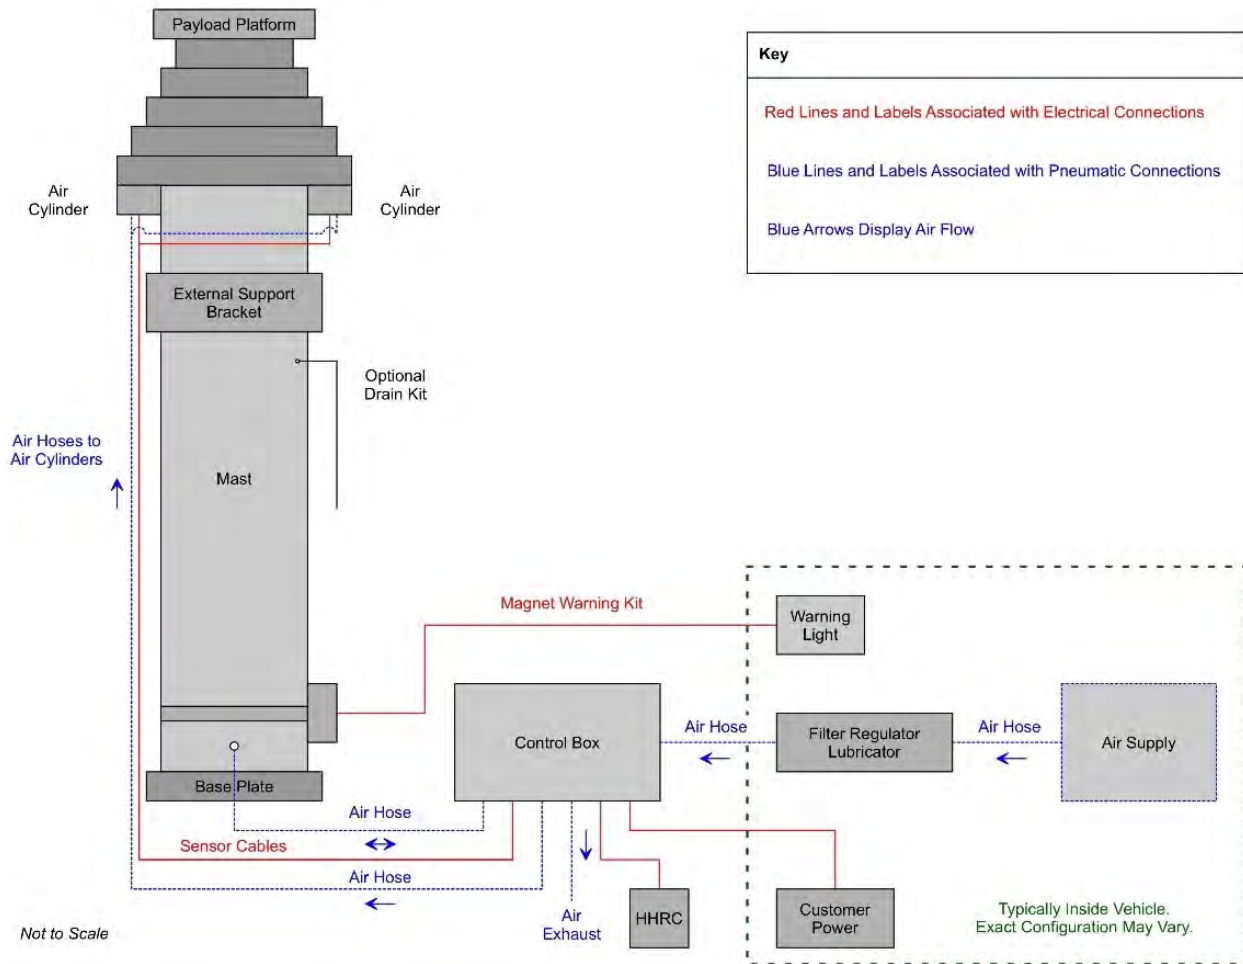 Payload Platform
Key
Red Lines and Labels Associated with Electrical Connections
Blue Lines and Labels Associated with Pneumatic Connections
Blue Arrows Display Air Flow
Air
Cylinder
Air
Cylinder
External Support
Bracket
Optional
Drain Kit
Air Hoses to
Air Cylinders
Mast
Magnet Warning Kit
Warning
Light
Control Box
Air Hose
Filter Regulator
Lubricator
Air Hose
Air Supply
Base Plate
Air Hose
Sensor Cables
Air Hose
Air
Exhaust
HHRC
Customer
Power
Typically Inside Vehicle.
Exact Configuration May Vary.
Not to Scale